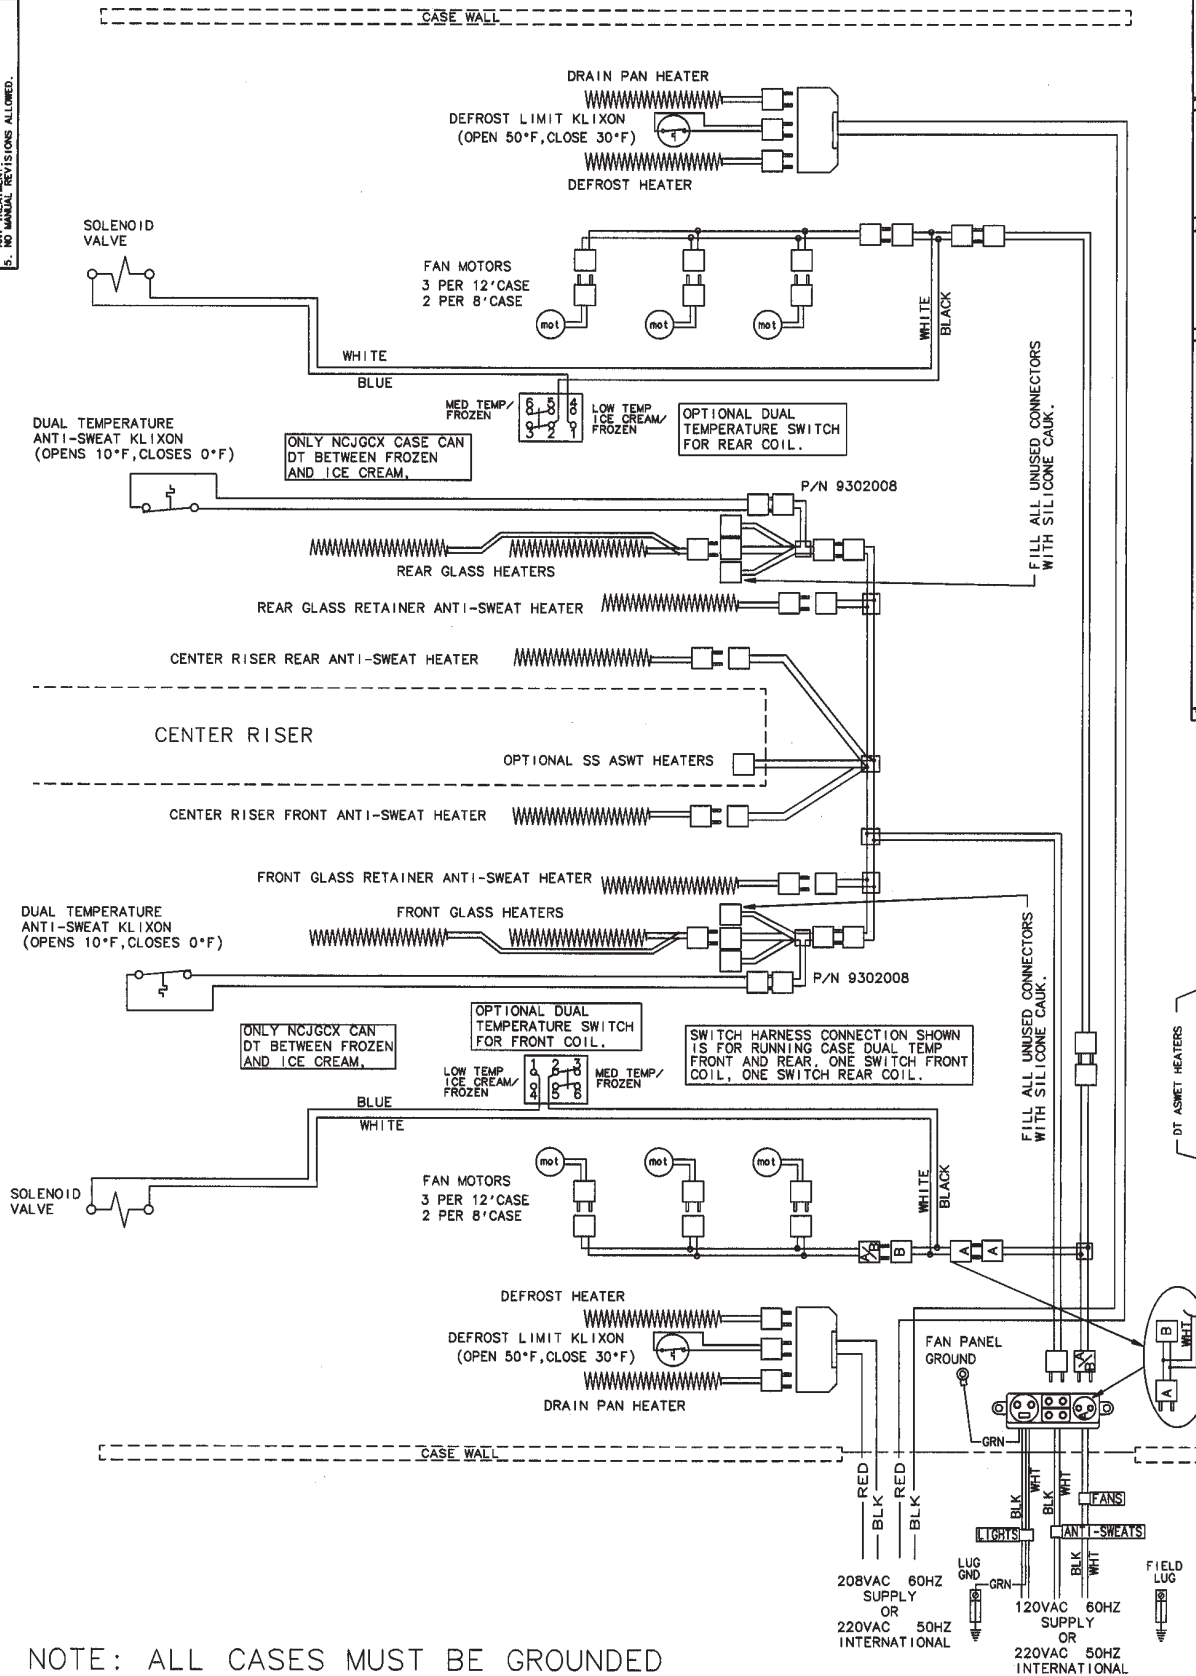 5. NO MANUAL REVISIONS ALLOWED.
CASE WALL
DRAIN PAN HEATER
DEFROST LIMIT KLIXON
(OPEN 50°F,CLOSE 30°F)
DEFROST HEATER
SOLENOID
VALVE
FAN MOTORS
3 PER 12'CASE
2 PER 8'CASE
mot
mot
mot
WHITE
BLACK
WHITE
BLUE
DUAL TEMPERATURE
ANTI-SWEAT KLIXON
(OPENS 10°F,CLOSES 0°F)
ONLY NCJGCX CASE CAN
DT BETWEEN FROZEN
AND ICE CREAM.
MED TEMP/
FROZEN
6 5 4
3 2 1
LOW TEMP
ICE CREAM/
FROZEN
OPTIONAL DUAL
TEMPERATURE SWITCH
FOR REAR COIL.
FILL ALL UNUSED CONNECTORS
WITH SILICONE CAUK.
P/N 9302008
REAR GLASS HEATERS
REAR GLASS RETAINER ANTI-SWEAT HEATER
CENTER RISER REAR ANTI-SWEAT HEATER
CENTER RISER
OPTIONAL SS ASWT HEATERS
CENTER RISER FRONT ANTI-SWEAT HEATER
FRONT GLASS RETAINER ANTI-SWEAT HEATER
DUAL TEMPERATURE
ANTI-SWEAT KLIXON
(OPENS 10°F,CLOSES 0°F)
FRONT GLASS HEATERS
P/N 9302008
FILL ALL UNUSED CONNECTORS
WITH SILICONE CAUK.
DT ASWET HEATERS
ONLY NCJGCX CAN
DT BETWEEN FROZEN
AND ICE CREAM.
OPTIONAL DUAL
TEMPERATURE SWITCH
FOR FRONT COIL.
SWITCH HARNESS CONNECTION SHOWN
IS FOR RUNNING CASE DUAL TEMP
FRONT AND REAR. ONE SWITCH FRONT
COIL, ONE SWITCH REAR COIL.
LOW TEMP
ICE CREAM/
FROZEN
1 2 3
4 5 6
MED TEMP/
FROZEN
BLUE
WHITE
mot
mot
mot
FAN MOTORS
3 PER 12'CASE
2 PER 8'CASE
WHITE
BLACK
SOLENOID
VALVE
A/B
B
A
A
DEFROST HEATER
DEFROST LIMIT KLIXON
(OPEN 50°F,CLOSE 30°F)
DRAIN PAN HEATER
FAN PANEL
GROUND
A/B
B
WHT
A
A
GRN
CASE WALL
RED
BLK
RED
BLK
BLK
WHT
BLK
WHT
FANS
LIGHTS
ANTI-SWEATS
BLK
WHT
LUG
GND
GRN
FIELD
LUG
208VAC 60HZ
SUPPLY
OR
220VAC 50HZ
INTERNATIONAL
120VAC 60HZ
SUPPLY
OR
220VAC 50HZ
INTERNATIONAL
NOTE: ALL CASES MUST BE GROUNDED